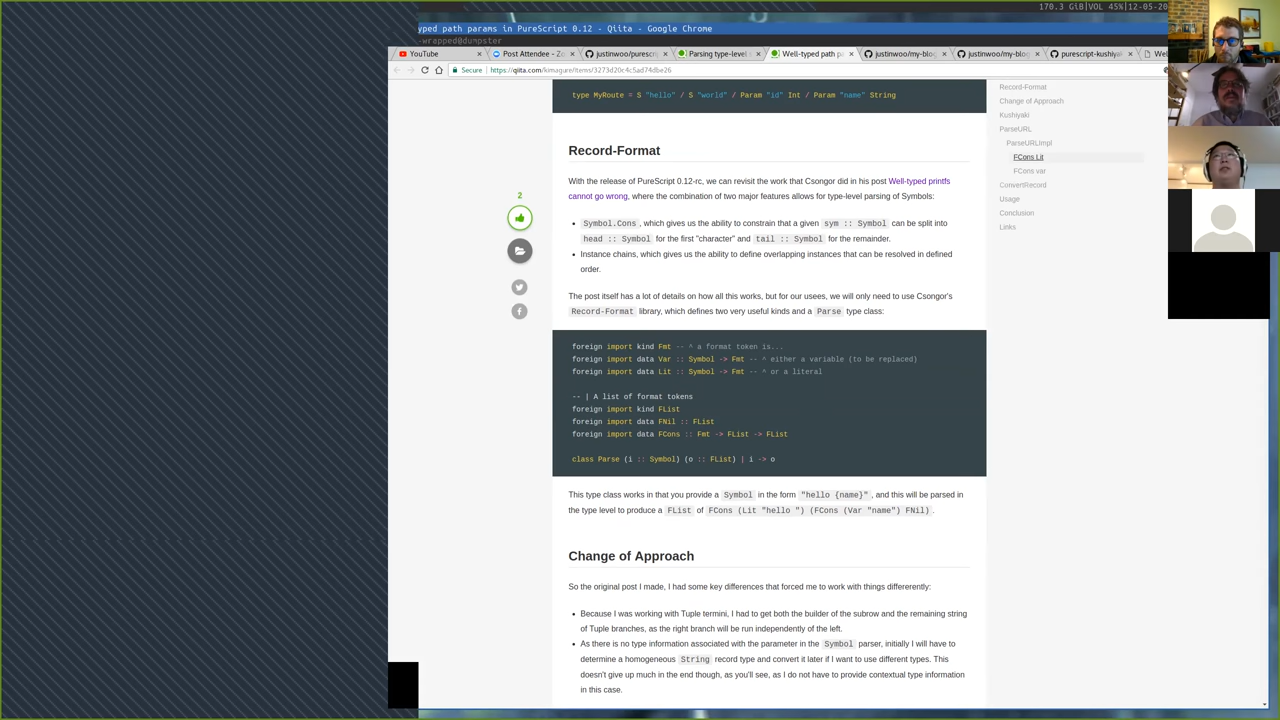 170.3 GiB|VOL 45%|12-05-20
yped path params in PureScript 0.12 - Qiita - Google Chrome
-wrapped@dumpster
YouTube
Post Attendee - Zo
justinwoo/purescri
Parsing type-level s
Well-typed path pa
justinwoo/my-blog
justinwoo/my-blog
purescript-kushiyak
Wel
Secure | https://qiita.com/kimagure/items/3273d20c4c5ad74dbe26
type MyRoute = S "hello" / S "world" / Param "id" Int / Param "name" String
Record-Format
Change of Approach
Kushiyaki
ParseURL
ParseURLImpl
FCons Lit
FCons var
ConvertRecord
Usage
Conclusion
Links
2
Record-Format
With the release of PureScript 0.12-rc, we can revisit the work that Csongor did in his post Well-typed printfs
cannot go wrong, where the combination of two major features allows for type-level parsing of Symbols:
• Symbol.Cons, which gives us the ability to constrain that a given sym :: Symbol can be split into
head :: Symbol for the first "character" and tail :: Symbol for the remainder.
• Instance chains, which gives us the ability to define overlapping instances that can be resolved in defined
order.
The post itself has a lot of details on how all this works, but for our usees, we will only need to use Csongor's
Record-Format library, which defines two very useful kinds and a Parse type class:
foreign import kind Fmt -- ^ a format token is...
foreign import data Var :: Symbol -> Fmt -- ^ either a variable (to be replaced)
foreign import data Lit :: Symbol -> Fmt -- ^ or a literal
-- | A list of format tokens
foreign import kind FList
foreign import data FNil :: FList
foreign import data FCons :: Fmt -> FList -> FList
class Parse (i :: Symbol) (o :: FList) | i -> o
This type class works in that you provide a Symbol in the form "hello {name}", and this will be parsed in
the type level to produce a FList of FCons (Lit "hello ") (FCons (Var "name") FNil).
Change of Approach
So the original post I made, I had some key differences that forced me to work with things differerently:
• Because I was working with Tuple termini, I had to get both the builder of the subrow and the remaining string
of Tuple branches, as the right branch will be run independently of the left.
• As there is no type information associated with the parameter in the Symbol parser, initially I will have to
determine a homogeneous String record type and convert it later if I want to use different types. This
doesn't give up much in the end though, as you'll see, as I do not have to provide contextual type information
in this case.